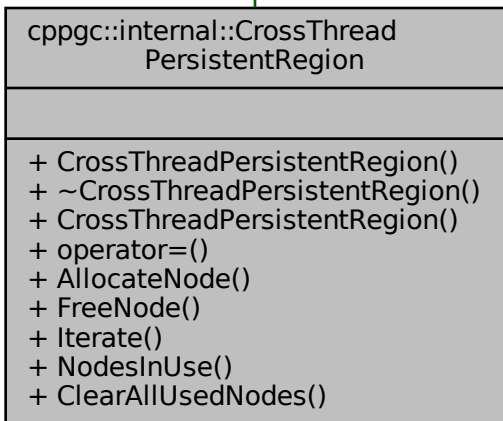 cppgc::internal::CrossThread
PersistentRegion
+ CrossThreadPersistentRegion()
+ ~CrossThreadPersistentRegion()
+ CrossThreadPersistentRegion()
+ operator=()
+ AllocateNode()
+ FreeNode()
+ Iterate()
+ NodesInUse()
+ ClearAllUsedNodes()